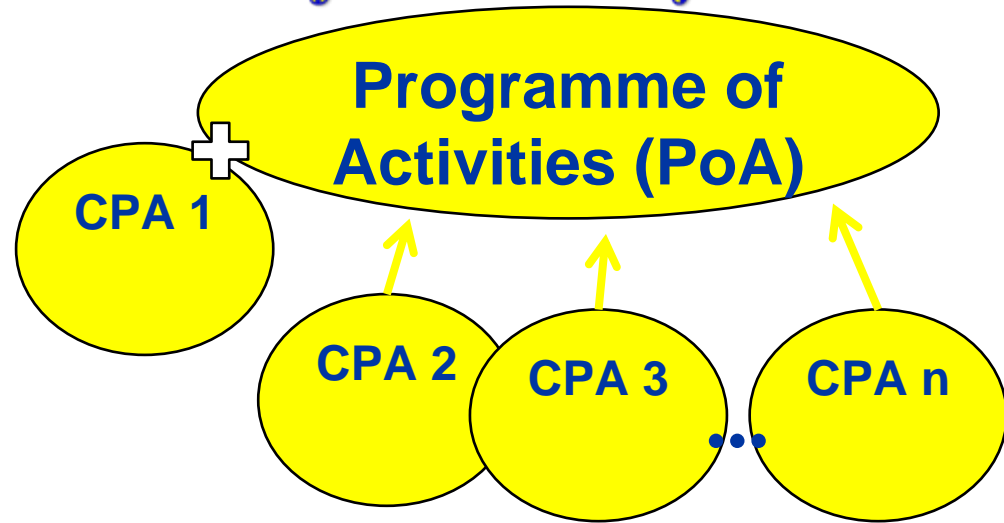 Programme of
Activities (PoA)
CPA 1
CPA 2
CPA 3
...
CPA n